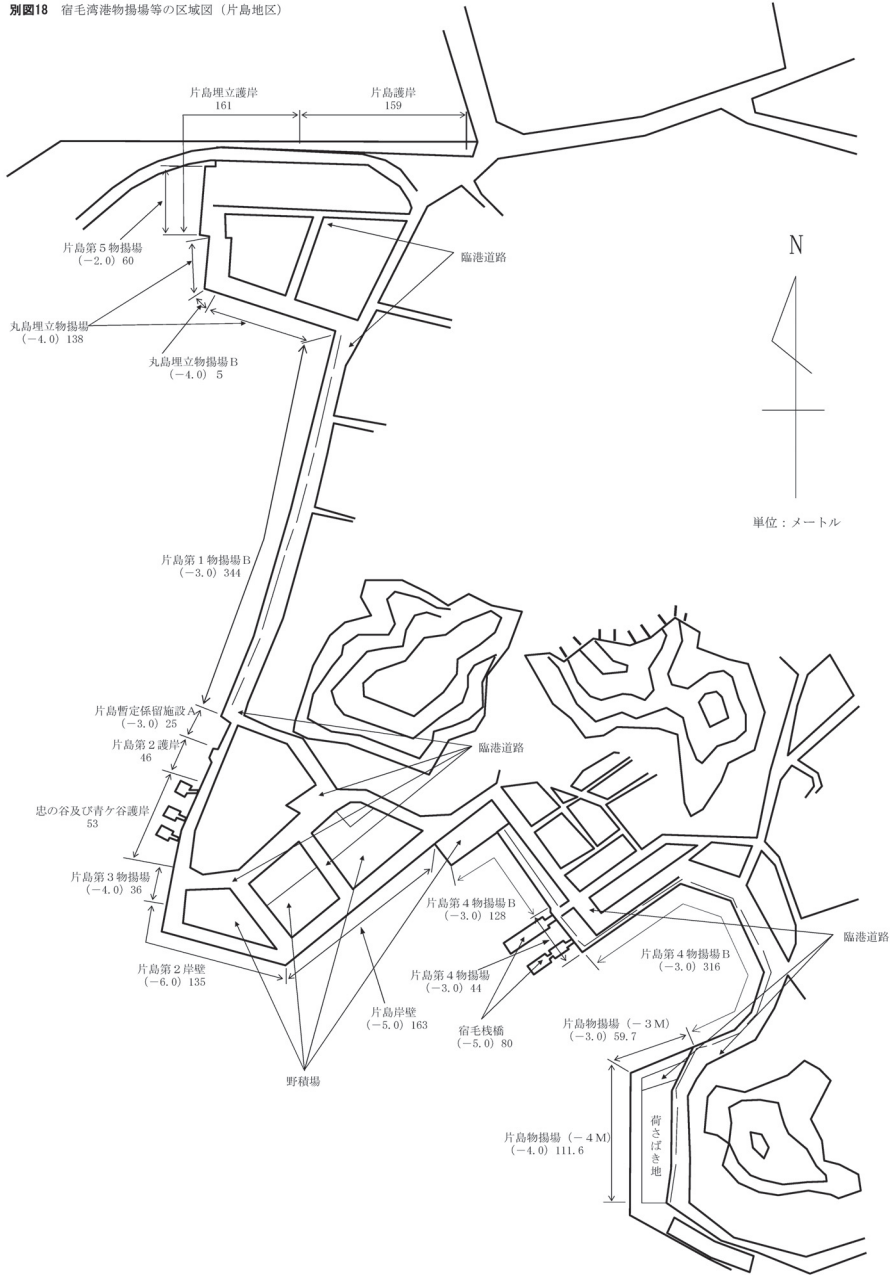 別図18　宿毛湾港物揚場等の区域図（片島地区）
片島埋立護岸
161
片島護岸
159
片島第５物揚場
(−2.0) 60
臨港道路
N
丸島埋立物揚場
(−4.0) 138
丸島埋立物揚場Ｂ
(−4.0) 5
単位：メートル
片島第１物揚場Ｂ
(−3.0) 344
片島暫定係留施設Ａ
(−3.0) 25
片島第２護岸
46
臨港道路
忠の谷及び青ケ谷護岸
53
片島第３物揚場
(−4.0) 36
片島第４物揚場Ｂ
(−3.0) 128
臨港道路
片島第４物揚場Ｂ
(−3.0) 316
片島第２岸壁
(−6.0) 135
片島第４物揚場
(−3.0) 44
片島岸壁
(−5.0) 163
宿毛桟橋
(−5.0) 80
片島物揚場（−３Ｍ）
(−3.0) 59.7
野積場
片島物揚場（−４Ｍ）
(−4.0) 111.6
荷さばき地